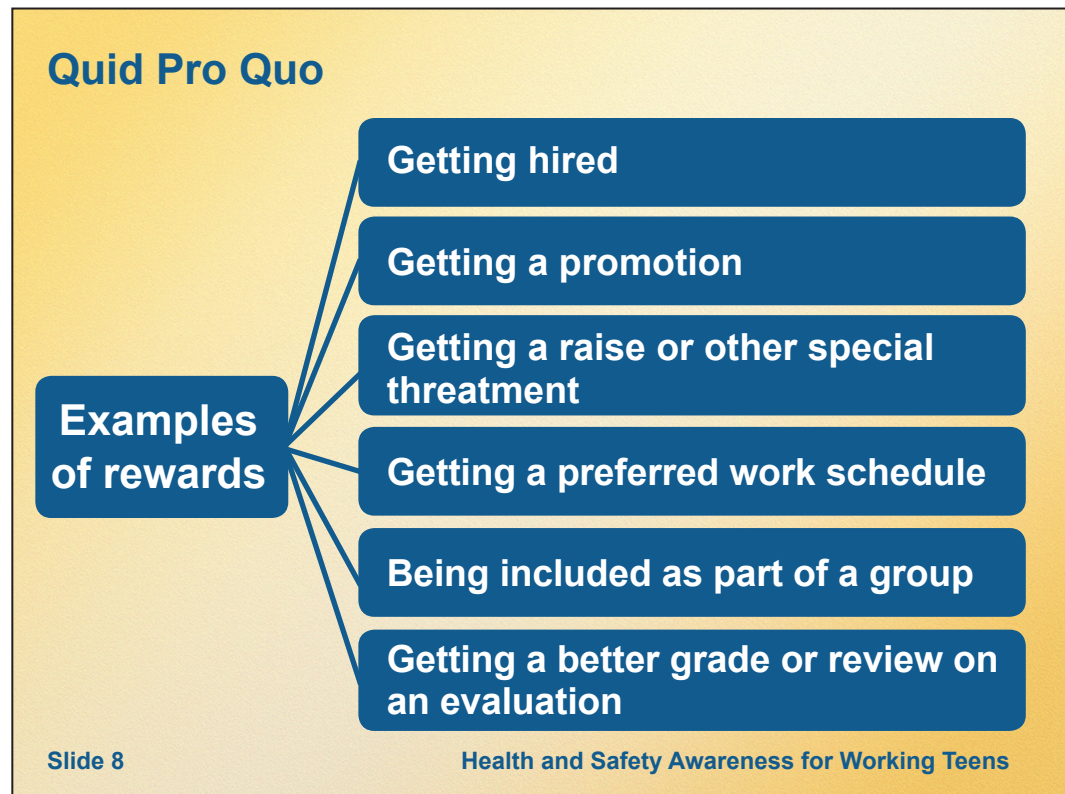 Quid Pro Quo
Examples
of rewards
Getting hired
Getting a promotion
Getting a raise or other special
threatment
Getting a preferred work schedule
Being included as part of a group
Getting a better grade or review on
an evaluation
Slide 8
Health and Safety Awareness for Working Teens